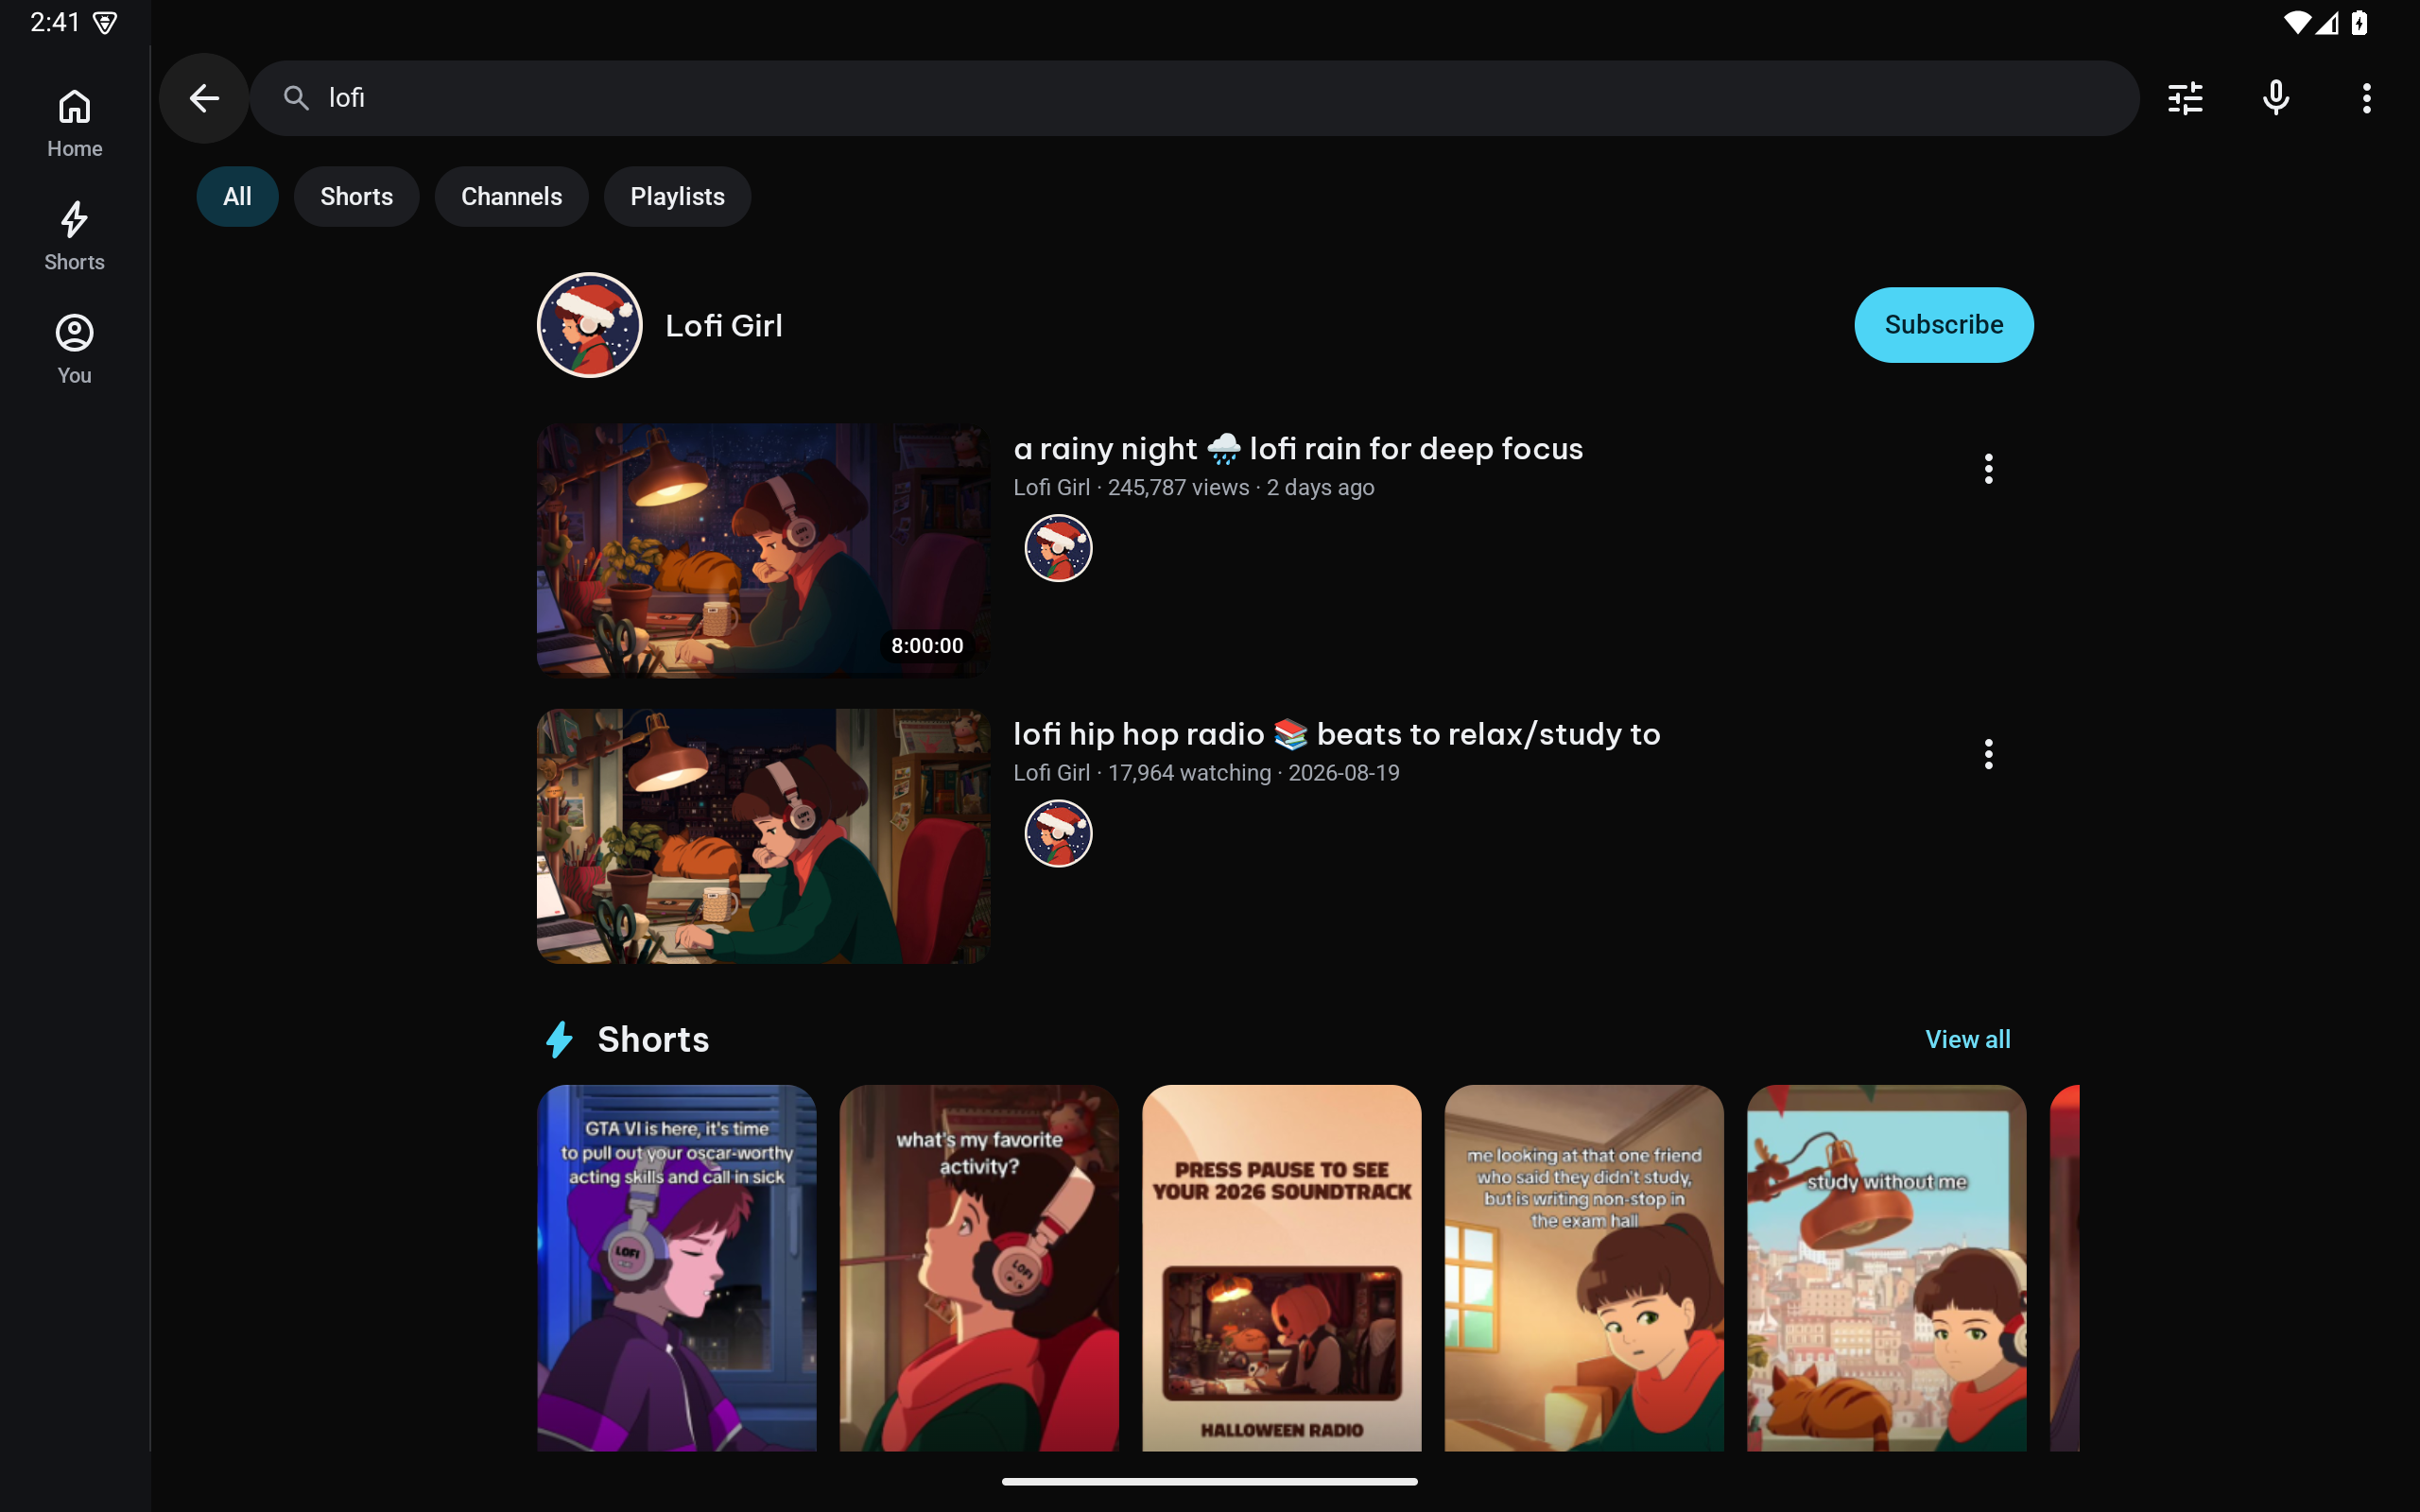 2:41
lofi
Home
Shorts
You
All
Shorts
Channels
Playlists
Lofi Girl
Subscribe
a rainy night 🌧️ lofi rain for deep focus
Lofi Girl · 245,787 views · 2 days ago
8:00:00
lofi hip hop radio 📚 beats to relax/study to
Lofi Girl · 17,964 watching · 2026-08-19
Shorts
View all
GTA VI is here, it's time
to pull out your oscar-worthy
acting skills and call in sick
LOFI
what's my favorite
activity?
LOFI
PRESS PAUSE TO SEE
YOUR 2026 SOUNDTRACK
HALLOWEEN RADIO
me looking at that one friend
who said they didn't study,
but is writing non-stop in
the exam hall
study without me